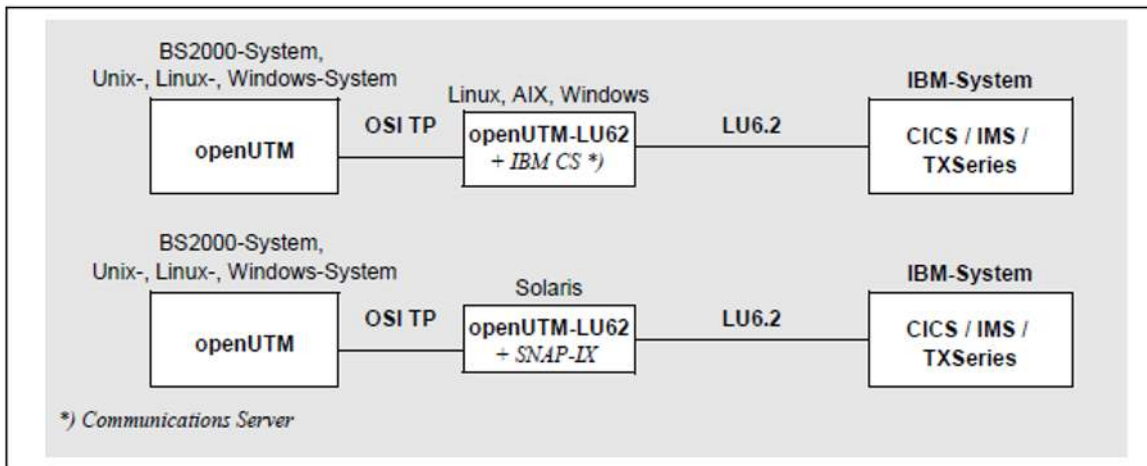 BS2000-System,
Unix-, Linux-, Windows-System
openUTM
OSI TP
Linux, AIX, Windows
openUTM-LU62
+ IBM CS *)
LU6.2
IBM-System
CICS / IMS /
TXSeries
BS2000-System,
Unix-, Linux-, Windows-System
openUTM
OSI TP
Solaris
openUTM-LU62
+ SNAP-IX
LU6.2
IBM-System
CICS / IMS /
TXSeries
*) Communications Server